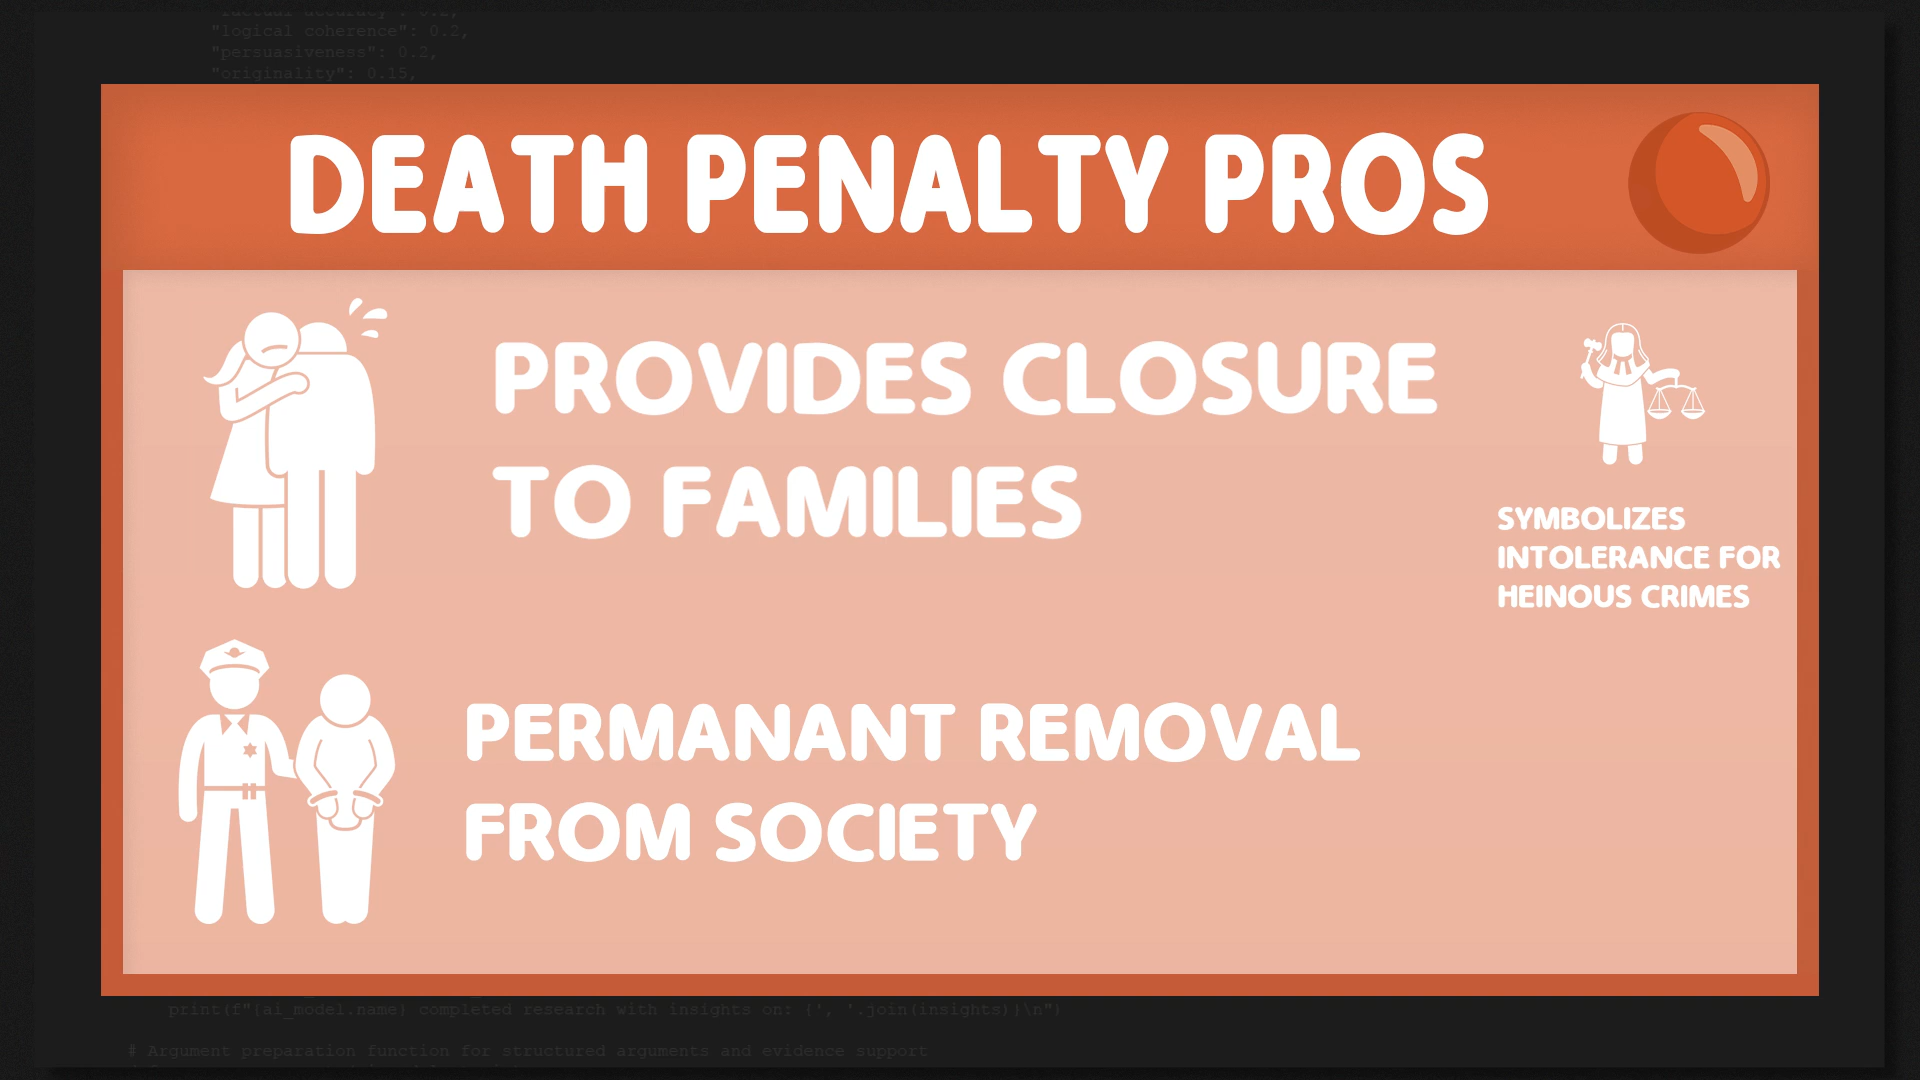 "logical coherence": 0.2,
"persuasiveness": 0.2,
"originality": 0.15,
DEATH PENALTY PROS
PROVIDES CLOSURE
TO FAMILIES
SYMBOLIZES
INTOLERANCE FOR
HEINOUS CRIMES
PERMANANT REMOVAL
FROM SOCIETY
print(f"{ai_model.name} completed research with insights on: {', '.join(insights)}\n")
# Argument preparation function for structured arguments and evidence support